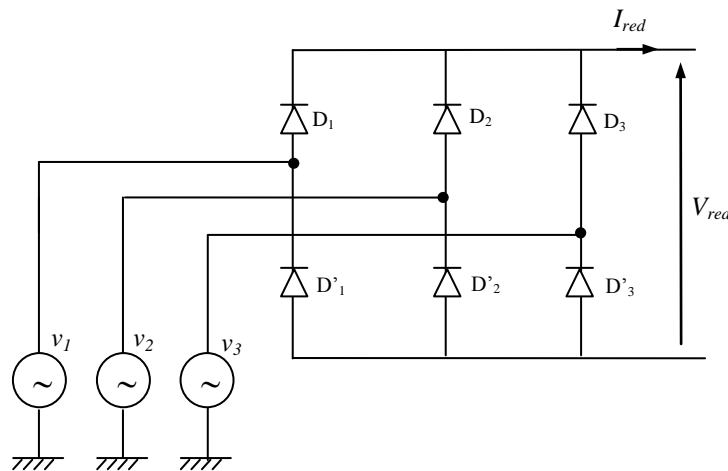 I_red
D₁ D₂ D₃
V_red
D’₁ D’₂ D’₃
v₁ v₂ v₃
~ ~ ~